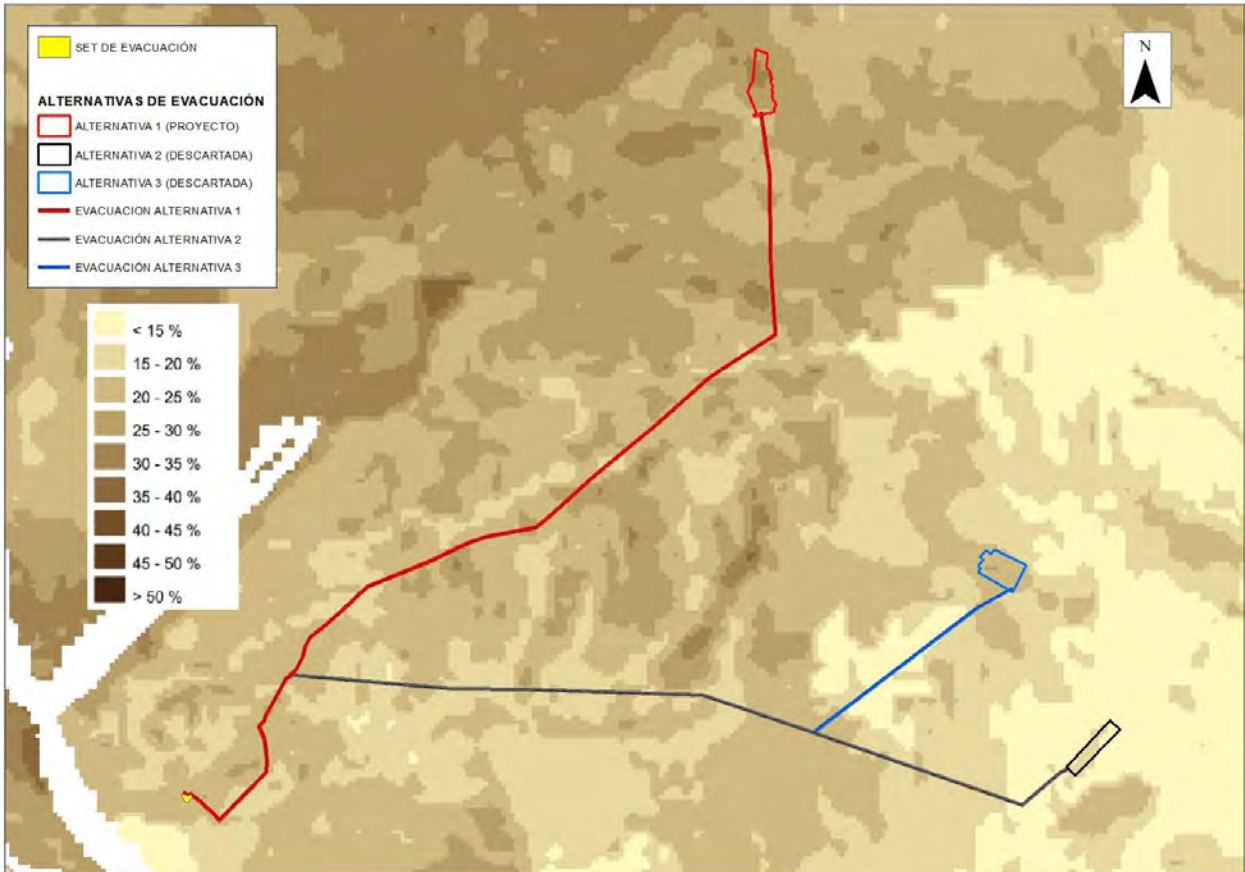 SET DE EVACUACIÓN
ALTERNATIVAS DE EVACUACIÓN
ALTERNATIVA 1 (PROYECTO)
ALTERNATIVA 2 (DESCARTADA)
ALTERNATIVA 3 (DESCARTADA)
EVACUACION ALTERNATIVA 1
EVACUACIÓN ALTERNATIVA 2
EVACUACIÓN ALTERNATIVA 3
N
< 15 %
15 - 20 %
20 - 25 %
25 - 30 %
30 - 35 %
35 - 40 %
40 - 45 %
45 - 50 %
> 50 %